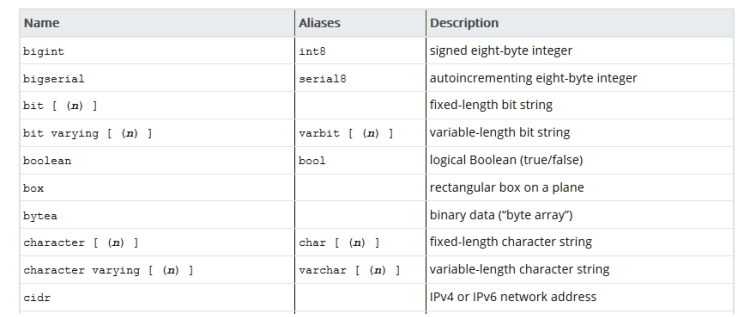 Name Aliases Description
bigint int8 signed eight-byte integer
bigserial serial8 autoincrementing eight-byte integer
bit [ (n) ] fixed-length bit string
bit varying [ (n) ] varbit [ (n) ] variable-length bit string
boolean bool logical Boolean (true/false)
box rectangular box on a plane
bytea binary data (“byte array”)
character [ (n) ] char [ (n) ] fixed-length character string
character varying [ (n) ] varchar [ (n) ] variable-length character string
cidr IPv4 or IPv6 network address